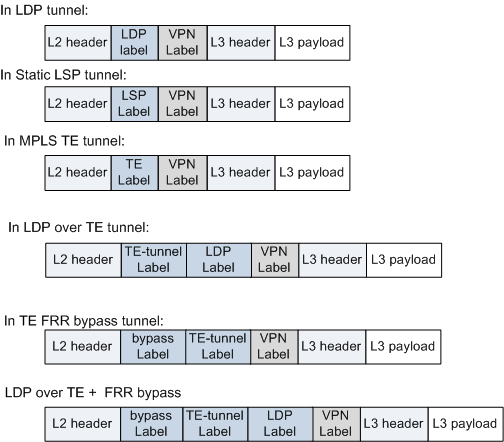 In LDP tunnel:
L2 header LDP label VPN Label L3 header L3 payload
In Static LSP tunnel:
L2 header LSP Label VPN Label L3 header L3 payload
In MPLS TE tunnel:
L2 header TE Label VPN Label L3 header L3 payload
In LDP over TE tunnel:
L2 header TE-tunnel Label LDP Label VPN Label L3 header L3 payload
In TE FRR bypass tunnel:
L2 header bypass Label TE-tunnel Label VPN Label L3 header L3 payload
LDP over TE + FRR bypass
L2 header bypass Label TE-tunnel Label LDP Label VPN Label L3 header L3 payload